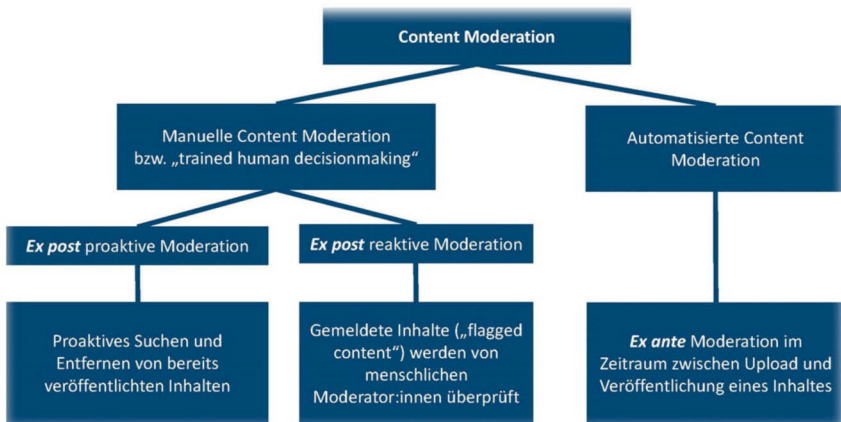 Content Moderation
Manuelle Content Moderation
bzw. „trained human decisionmaking“
Automatisierte Content
Moderation
Ex post proaktive Moderation
Ex post reaktive Moderation
Proaktives Suchen und
Entfernen von bereits
veröffentlichten Inhalten
Gemeldete Inhalte („flagged
content“) werden von
menschlichen
Moderator:innen überprüft
Ex ante Moderation im
Zeitraum zwischen Upload und
Veröffentlichung eines Inhaltes